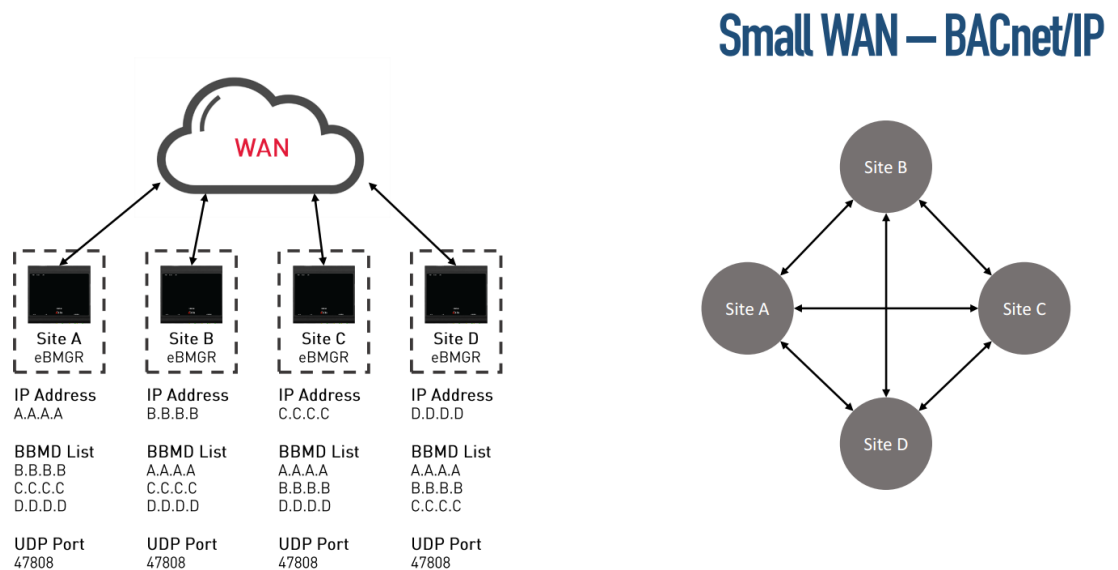 Small WAN – BACnet/IP
WAN
Site A
eBMGR
IP Address
A.A.A.A
BBMD List
B.B.B.B
C.C.C.C
D.D.D.D
UDP Port
47808
Site B
eBMGR
IP Address
B.B.B.B
BBMD List
A.A.A.A
C.C.C.C
D.D.D.D
UDP Port
47808
Site C
eBMGR
IP Address
C.C.C.C
BBMD List
A.A.A.A
B.B.B.B
D.D.D.D
UDP Port
47808
Site D
eBMGR
IP Address
D.D.D.D
BBMD List
A.A.A.A
B.B.B.B
C.C.C.C
UDP Port
47808
Site B
Site A
Site C
Site D